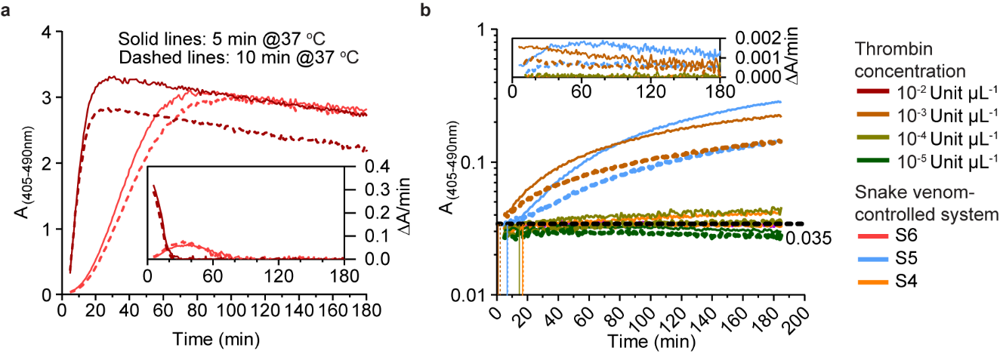 a
Solid lines: 5 min @37 °C
Dashed lines: 10 min @37 °C
A(405-490nm)
4
3
2
1
0
0 20 40 60 80 100 120 140 160 180
Time (min)
0.4
0.3
0.2
0.1
0.0
ΔA/min
0 60 120 180
b
A(405-490nm)
1
0.1
0.01
0 20 40 60 80 100 120 140 160 180 200
Time (min)
0.002
0.001
0.000
ΔA/min
0 60 120 180
0.035
Thrombin
concentration
10⁻² Unit µL⁻¹
10⁻³ Unit µL⁻¹
10⁻⁴ Unit µL⁻¹
10⁻⁵ Unit µL⁻¹
Snake venom-
controlled system
S6
S5
S4